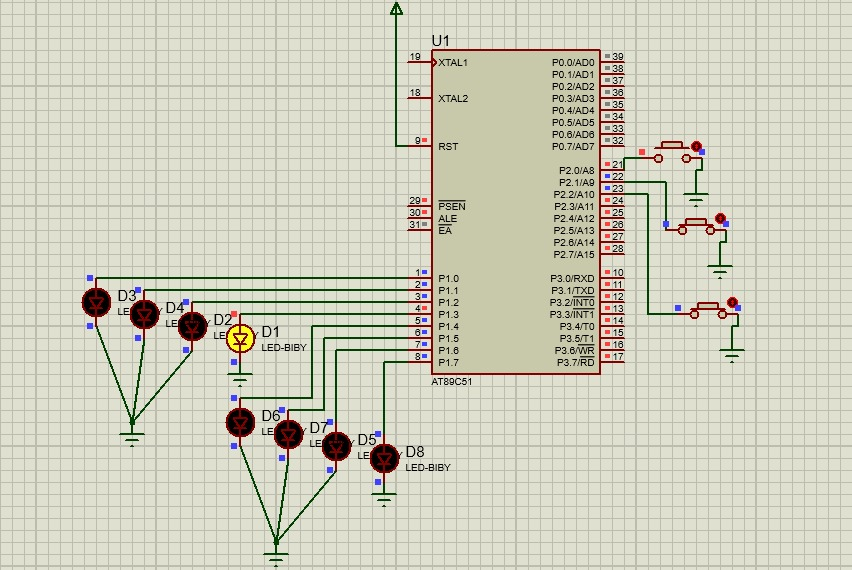 U1
19 XTAL1 P0.0/AD0 39
P0.1/AD1 38
P0.2/AD2 37
18 XTAL2 P0.3/AD3 36
P0.4/AD4 35
P0.5/AD5 34
P0.6/AD6 33
9 RST P0.7/AD7 32
P2.0/A8 21
P2.1/A9 22
P2.2/A10 23
29 PSEN P2.3/A11 24
30 ALE P2.4/A12 25
31 EA P2.5/A13 26
P2.6/A14 27
P2.7/A15 28
1 P1.0 P3.0/RXD 10
2 P1.1 P3.1/TXD 11
3 P1.2 P3.2/INT0 12
4 P1.3 P3.3/INT1 13
5 P1.4 P3.4/T0 14
6 P1.5 P3.5/T1 15
7 P1.6 P3.6/WR 16
8 P1.7 P3.7/RD 17
AT89C51
D3
LE
D4
LE
D2
LE
D1
LED-BIBY
D6
LE
D7
LE
D5
LE
D8
LED-BIBY